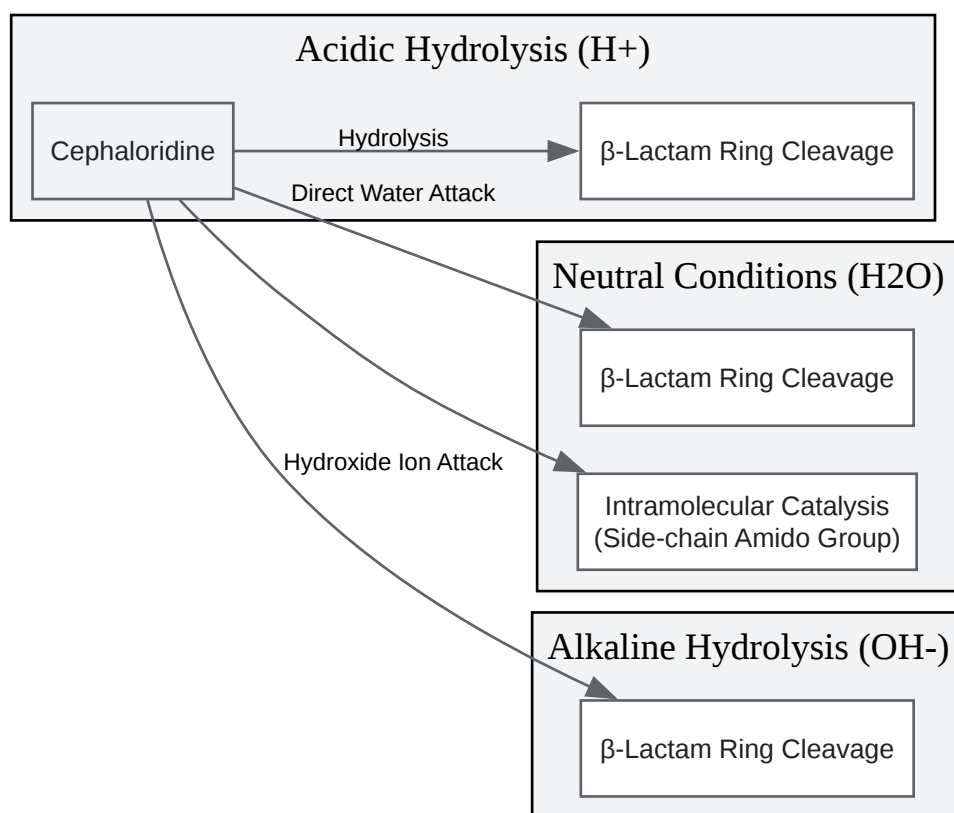 Acidic Hydrolysis (H+)
Cephaloridine
Hydrolysis
β-Lactam Ring Cleavage
Direct Water Attack
Neutral Conditions (H2O)
β-Lactam Ring Cleavage
Hydroxide Ion Attack
Intramolecular Catalysis
(Side-chain Amido Group)
Alkaline Hydrolysis (OH-)
β-Lactam Ring Cleavage